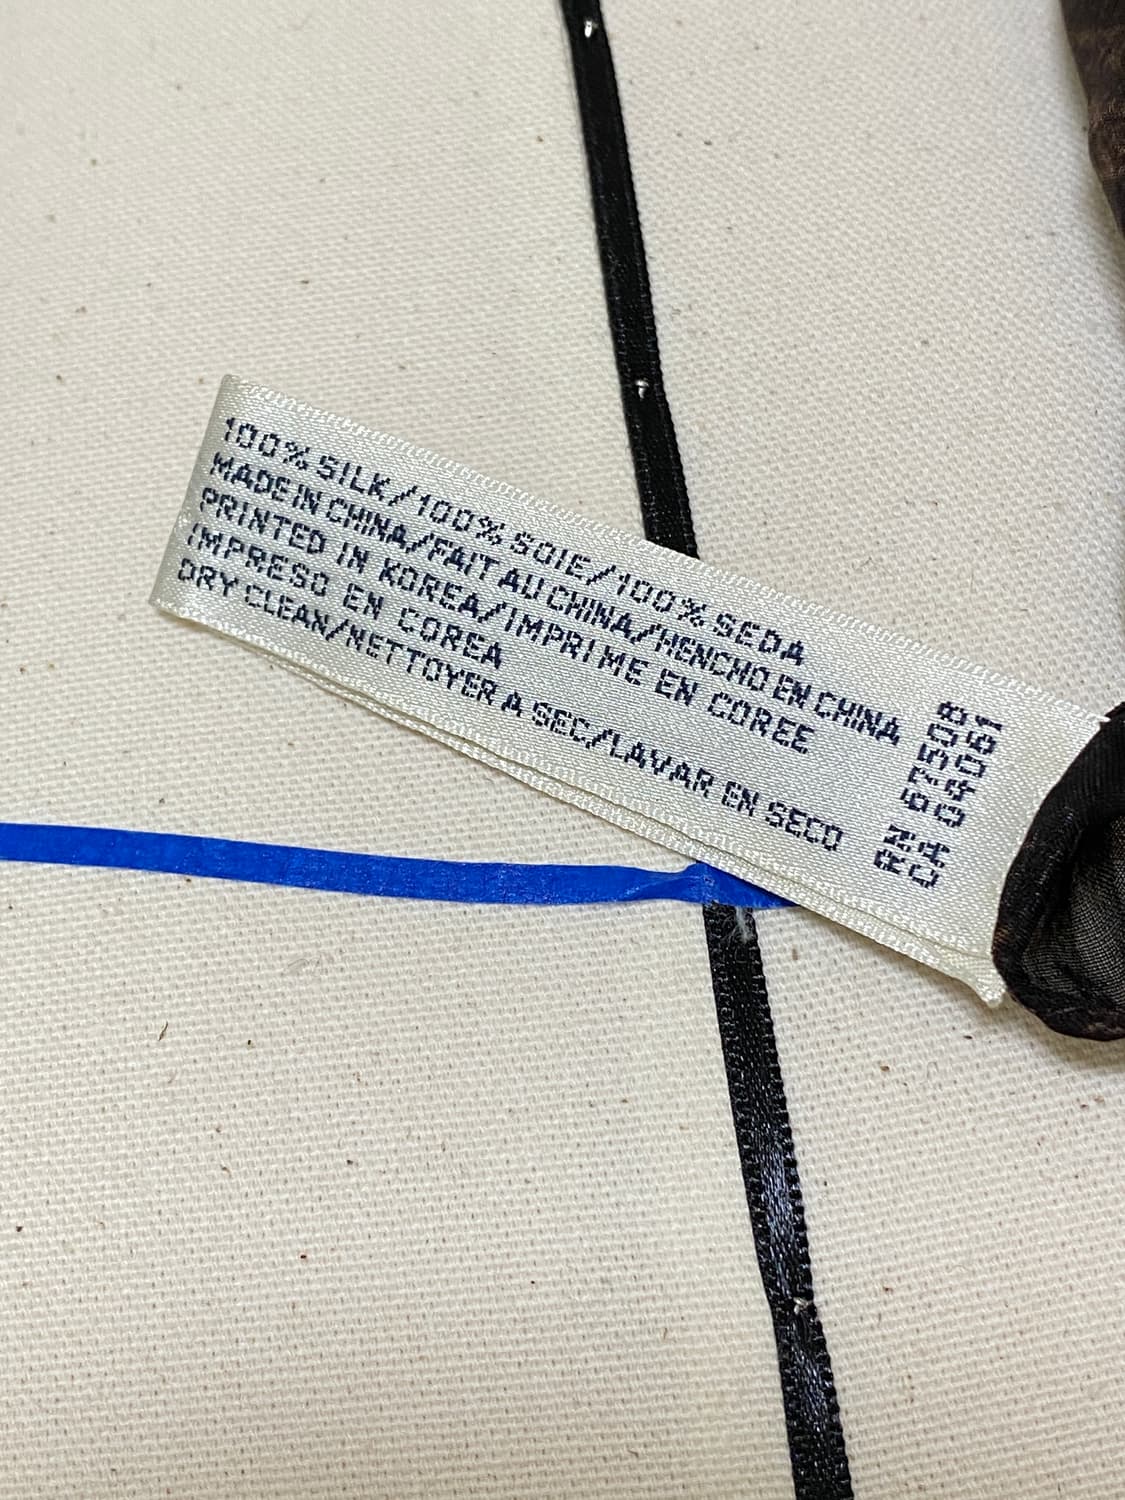 100% SILK/100% SOIE/100% SEDA
MADE IN CHINA/FAIT AU CHINA/HENCHO EN CHINA
PRINTED IN KOREA/IMPRIME EN COREE
IMPRESO EN COREA
DRY CLEAN/NETTOYER A SEC/LAVAR EN SECO
RN 67508
CA 04061